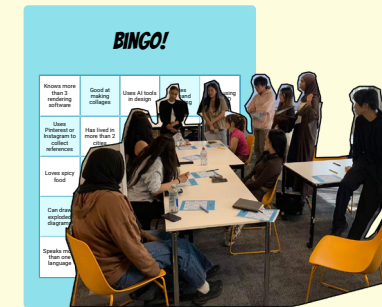 BINGO!
Knows more
than 3
rendering
software
Good at
making
collages
Uses AI tools
in design
using
Uses
Pinterest or
Instagram to
collect
references
Has lived in
more than 2
cities
Loves spicy
food
Can draw
exploded
diagrams
Speaks
than one
language